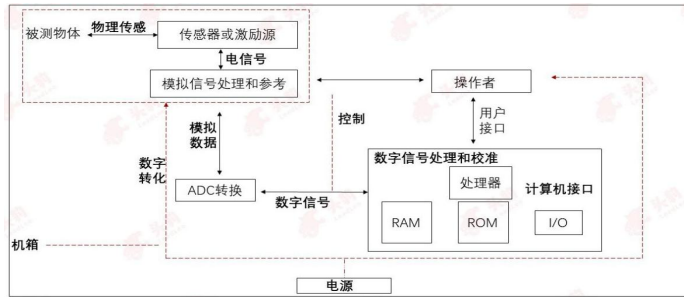 被测物体
物理传感
传感器或激励源
电信号
模拟信号处理和参考
操作者
模拟
数据
控制
用户
接口
数字
转化
ADC转换
数字信号
数字信号处理和校准
处理器
计算机接口
RAM
ROM
I/O
机箱
电源